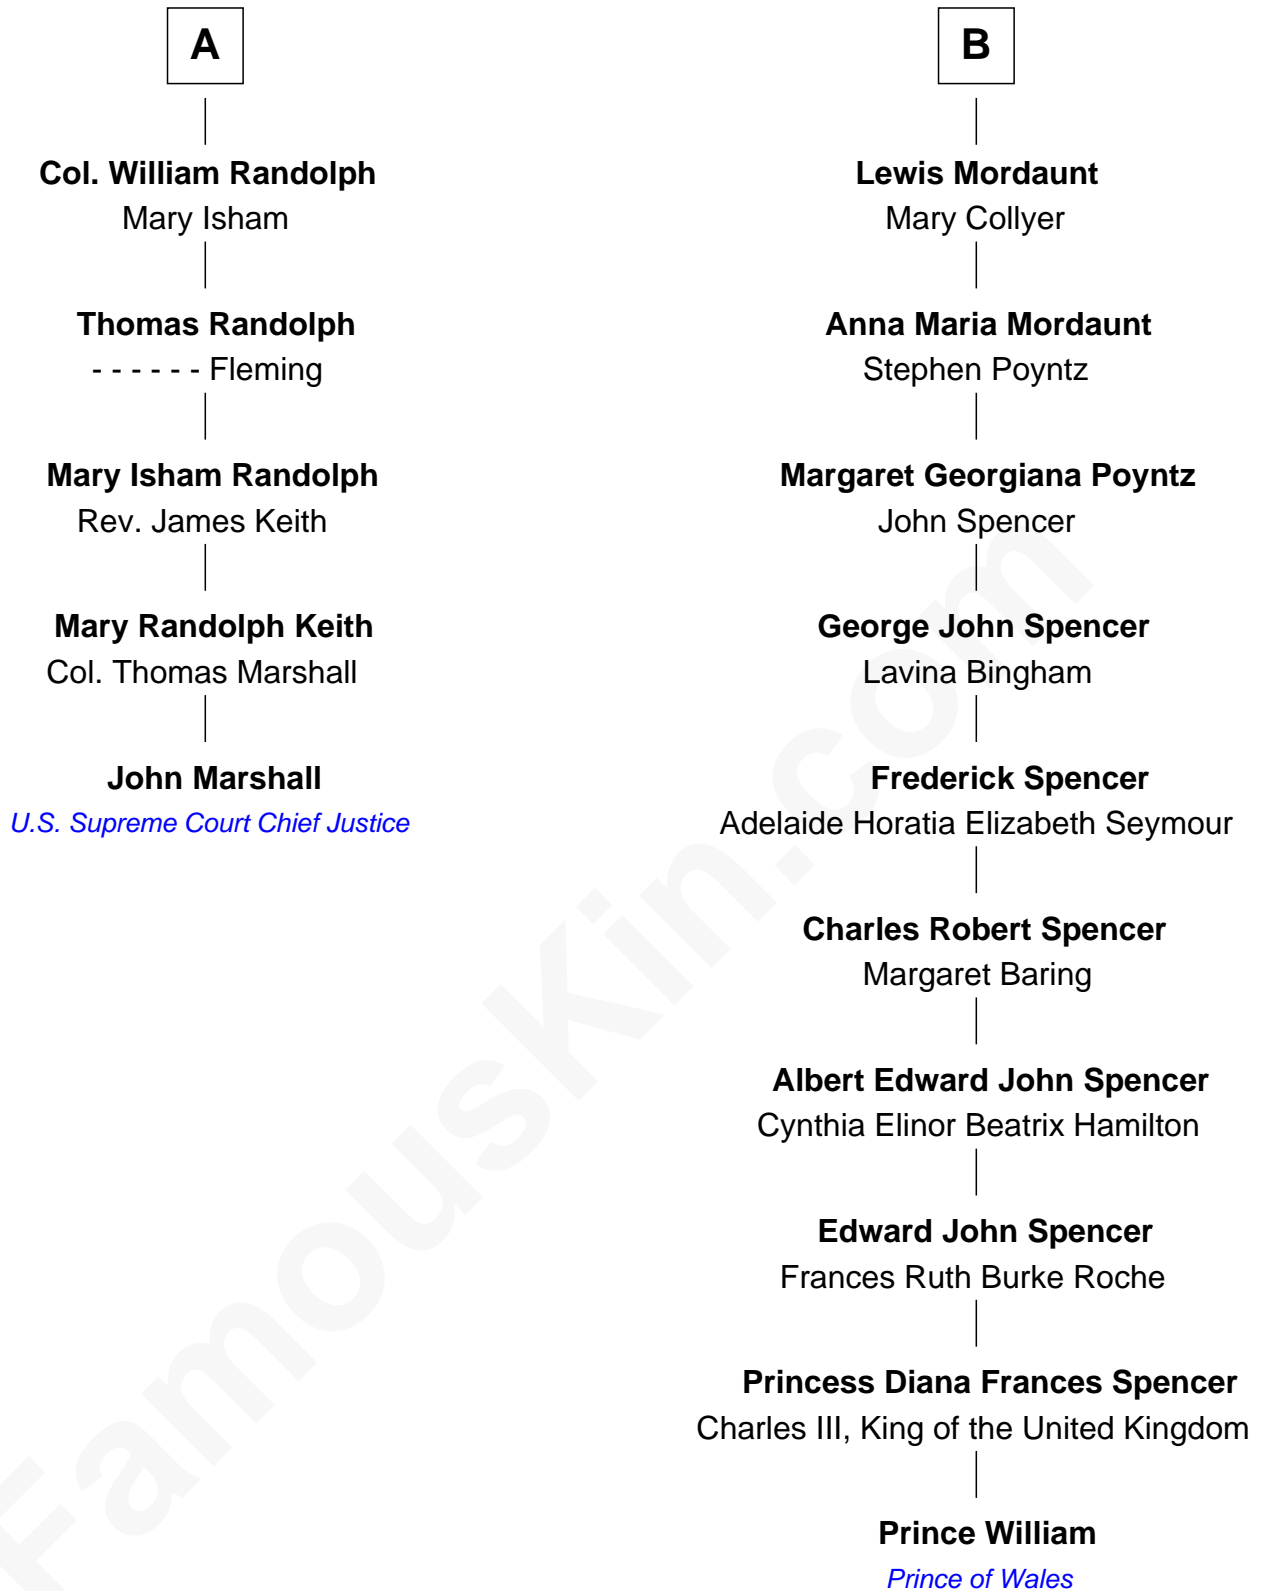 A
Col. William Randolph
Mary Isham
Thomas Randolph
- - - - - - Fleming
Mary Isham Randolph
Rev. James Keith
Mary Randolph Keith
Col. Thomas Marshall
John Marshall
U.S. Supreme Court Chief Justice
B
Lewis Mordaunt
Mary Collyer
Anna Maria Mordaunt
Stephen Poyntz
Margaret Georgiana Poyntz
John Spencer
George John Spencer
Lavina Bingham
Frederick Spencer
Adelaide Horatia Elizabeth Seymour
Charles Robert Spencer
Margaret Baring
Albert Edward John Spencer
Cynthia Elinor Beatrix Hamilton
Edward John Spencer
Frances Ruth Burke Roche
Princess Diana Frances Spencer
Charles III, King of the United Kingdom
Prince William
Prince of Wales
FamousKin.com